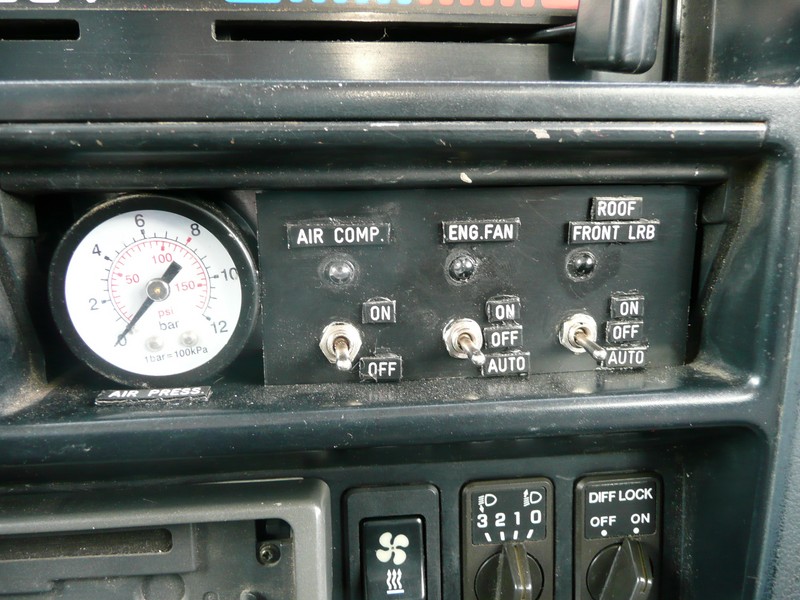 ROOF
AIR COMP. ENG.FAN FRONT LRB
6
4 8
100
2 50 10
150
psi
0 bar 12
1bar=100kPa
ON ON ON
OFF OFF
OFF AUTO AUTO
AIR PRESS
DIFF LOCK
3 2 1 0 OFF ON